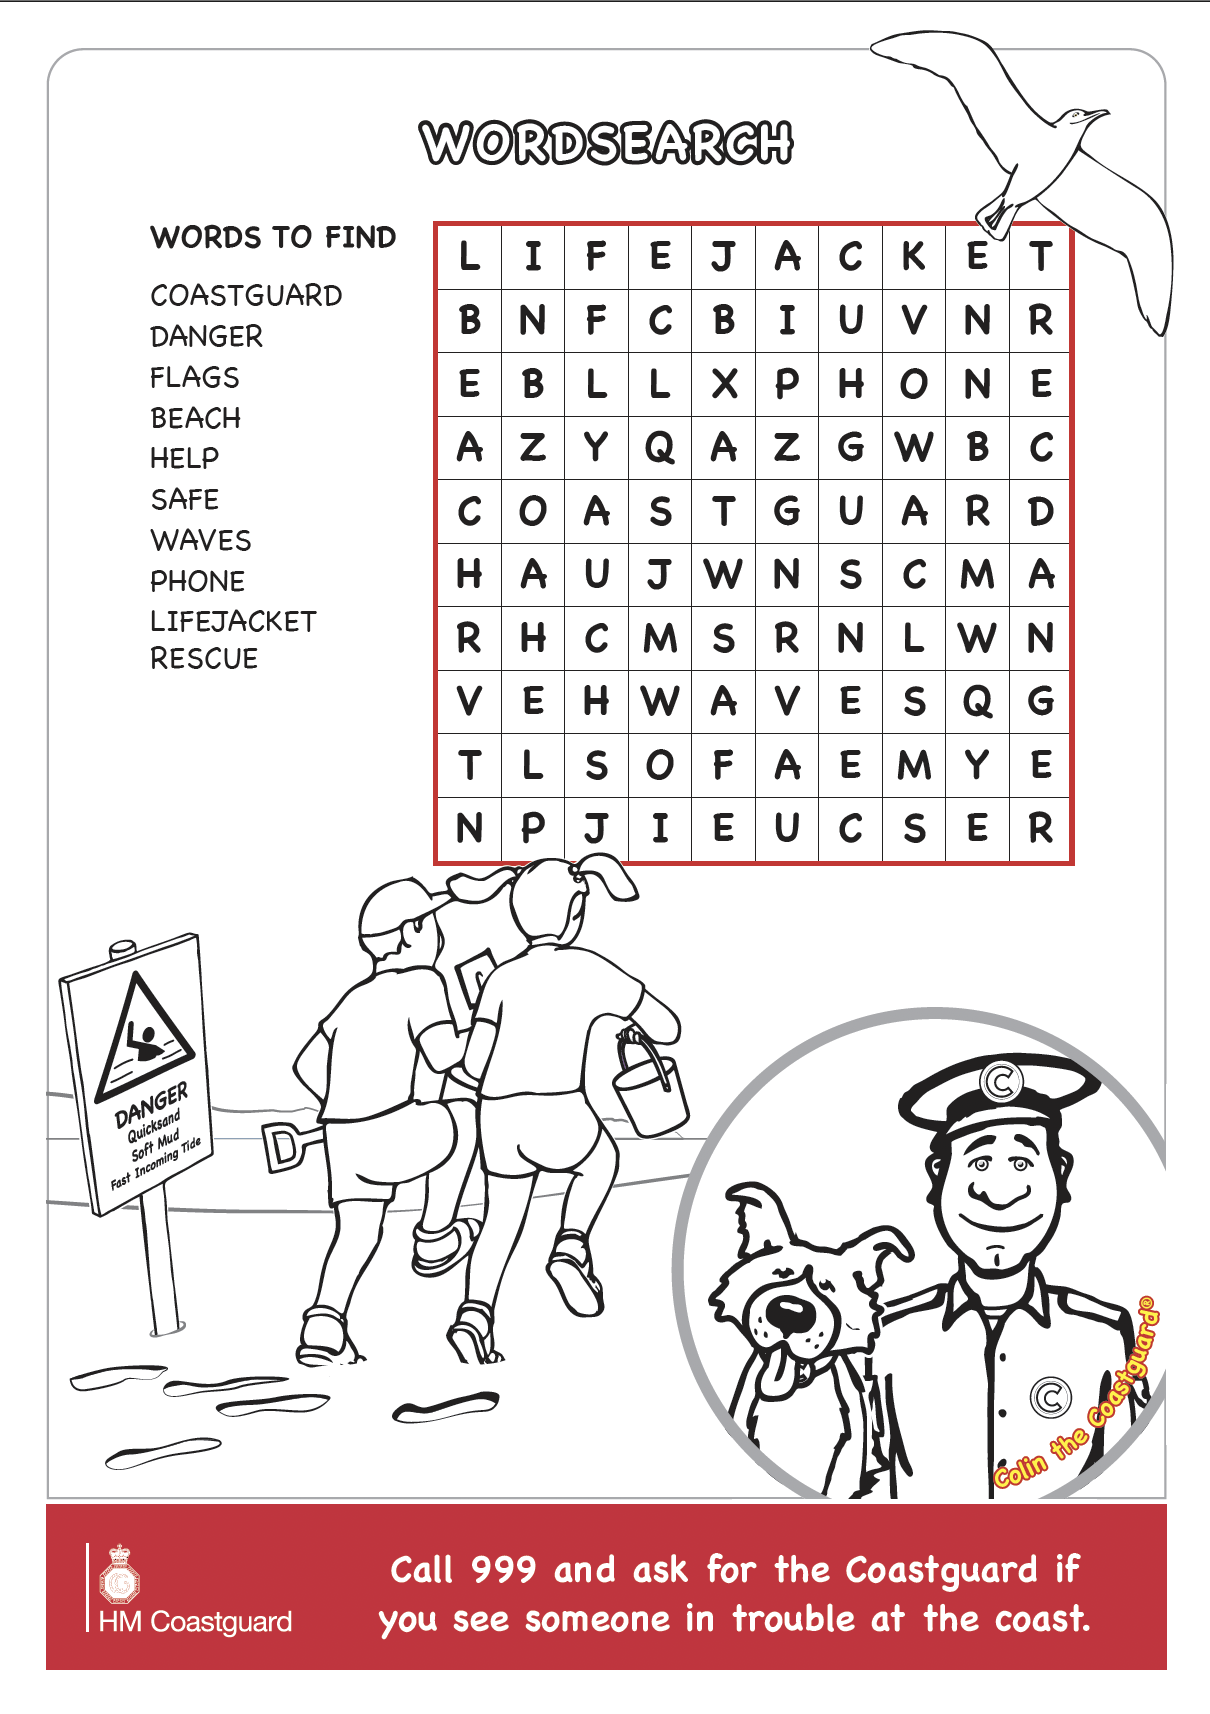 WORDSEARCH
WORDS TO FIND
COASTGUARD
DANGER
FLAGS
BEACH
HELP
SAFE
WAVES
PHONE
LIFEJACKET
RESCUE
L I F E J A C K E T
B N F C B I U V N R
E B L L X P H O N E
A Z Y Q A Z G W B C
C O A S T G U A R D
H A U J W N S C M A
R H C M S R N L W N
V E H W A V E S Q G
T L S O F A E M Y E
N P J I E U C S E R
DANGER
Quicksand
Soft Mud
Fast Incoming Tide
C
C
Colin the Coastguard®
HM Coastguard
Call 999 and ask for the Coastguard if
you see someone in trouble at the coast.